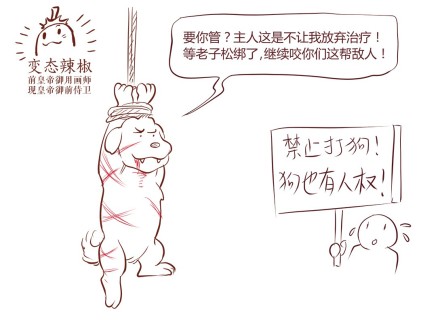 变态辣椒
前皇帝御用画师
现皇帝御前侍卫
要你管？主人这是不让我放弃治疗！
等老子松绑了,继续咬你们这帮敌人！
禁止打狗！
狗也有人权！